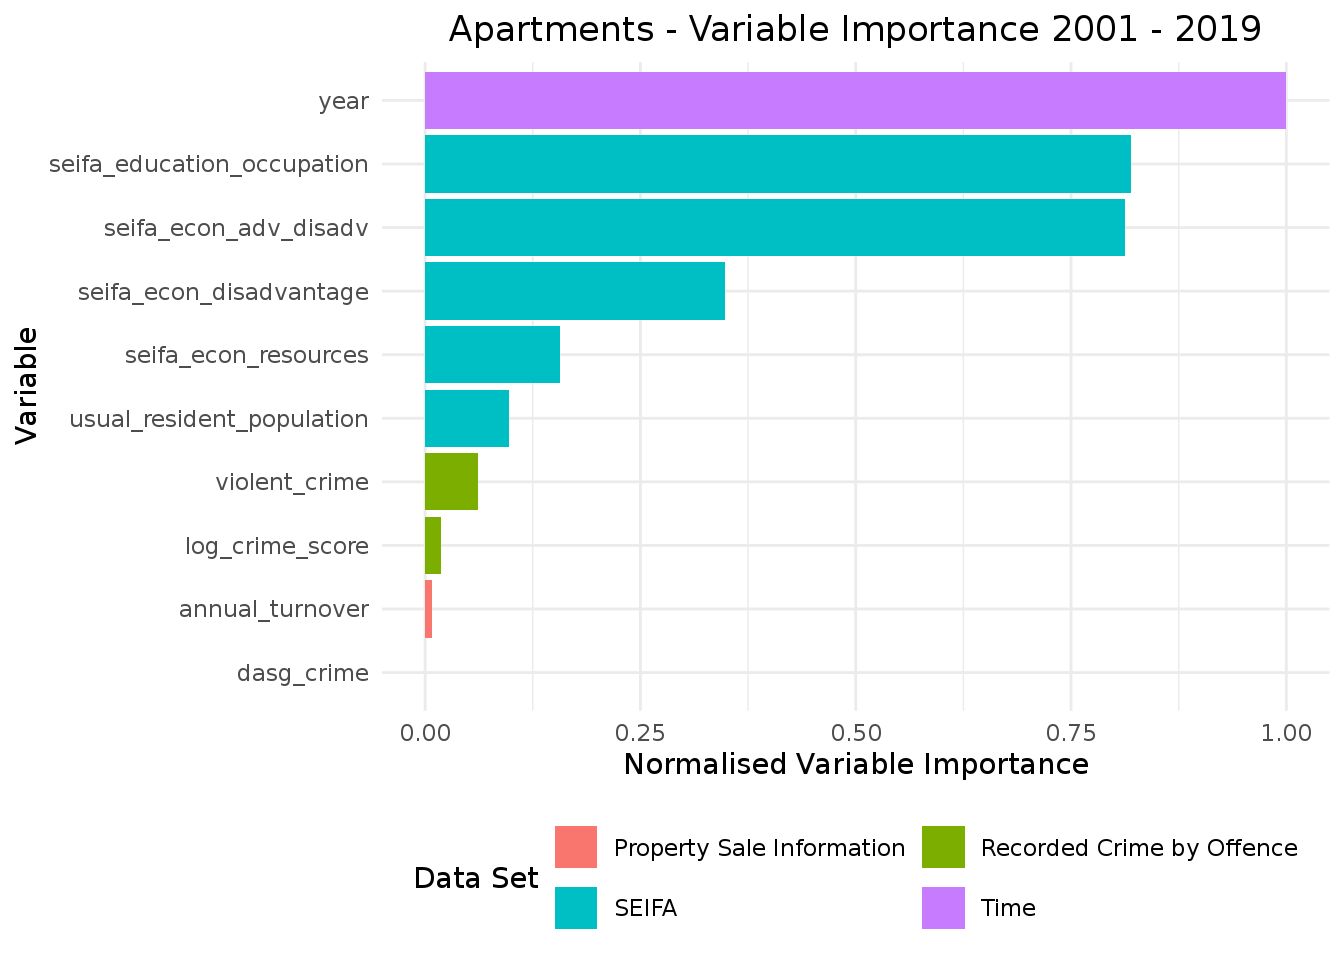 Apartments - Variable Importance 2001 - 2019
Variable
year
seifa_education_occupation
seifa_econ_adv_disadv
seifa_econ_disadvantage
seifa_econ_resources
usual_resident_population
violent_crime
log_crime_score
annual_turnover
dasg_crime
0.00 0.25 0.50 0.75 1.00
Normalised Variable Importance
Data Set
Property Sale Information
Recorded Crime by Offence
SEIFA
Time